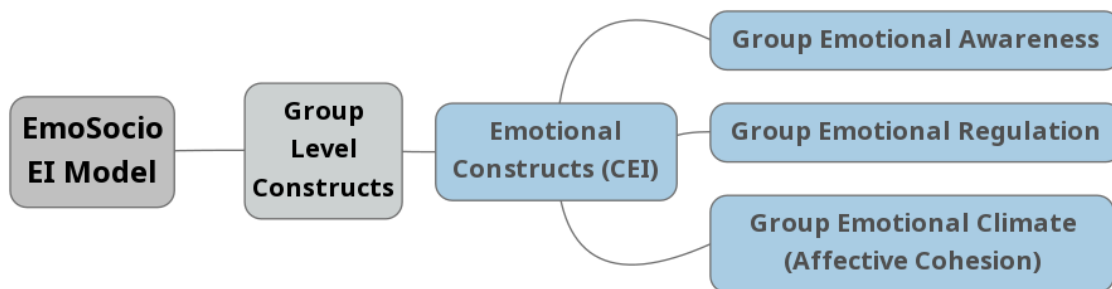 EmoSocio
EI Model
Group
Level
Constructs
Emotional
Constructs (CEI)
Group Emotional Awareness
Group Emotional Regulation
Group Emotional Climate
(Affective Cohesion)